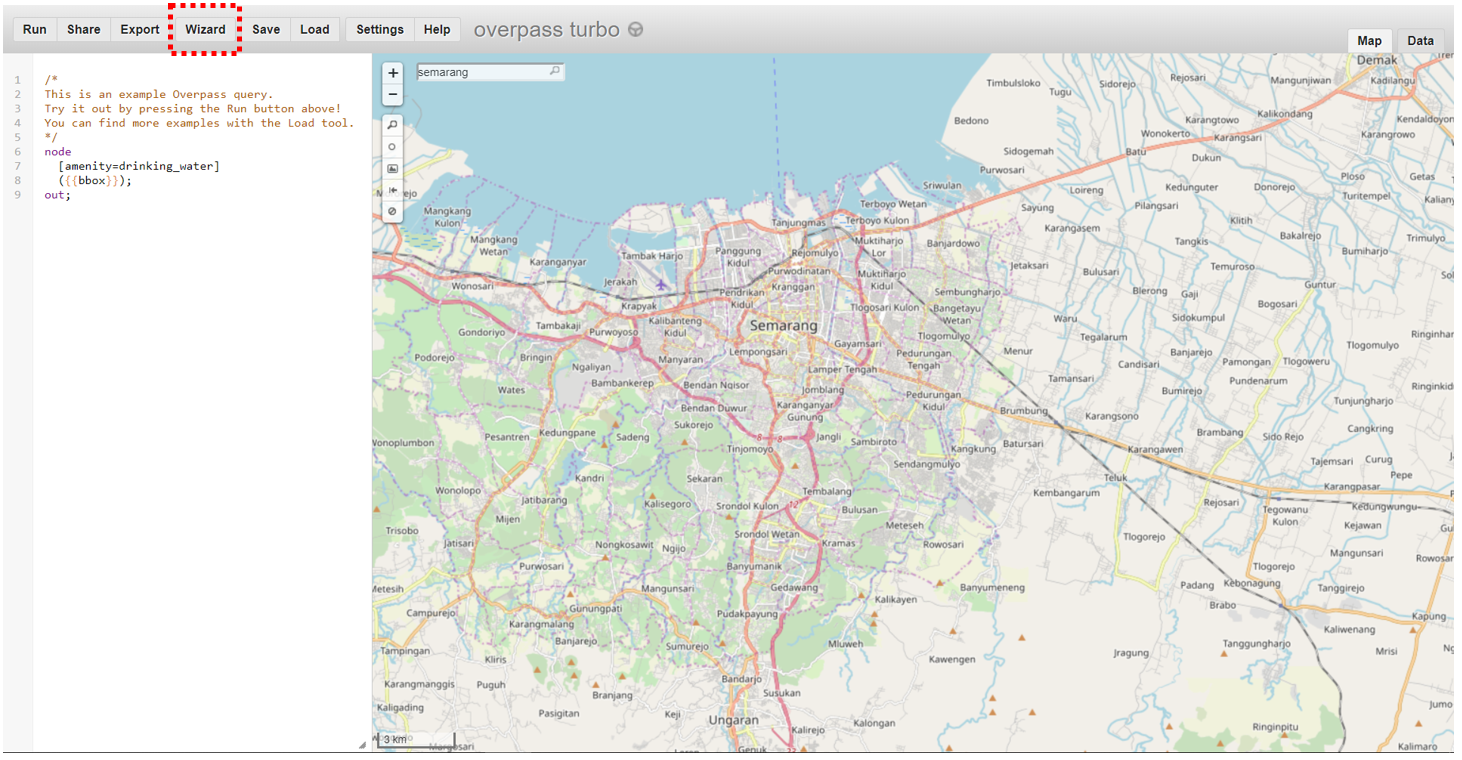 Run Share Export Wizard Save Load Settings Help overpass turbo
Map Data
1 /*
2 This is an example Overpass query.
3 Try it out by pressing the Run button above!
4 You can find more examples with the Load tool.
5 */
6 node
7 [amenity=drinking_water]
8 ({{bbox}});
9 out;
+
semarang
−
Demak
Timbulsloko
Tugu
Sidorejo
Rejosari
Mangunjiwan
Kadilangu
Bedono
Karangtowo
Kalikondang
Kendaldoyon
Wonokerto
Karangsari
Karangrowo
Sidogemah
Batu
Dukun
Purwosari
Sriwulan
Loireng
Kedunguter
Donorejo
Ploso
Getas
Turitempel
Kaliany
Terboyo Wetan
Sayung
Pilangsari
Mangkang
Kulon
Tanjungmas
Terboyo Kulon
Karangasem
Klitih
Bakalrejo
Trimulyo
Mangkang
Wetan
Karanganyar
Tambak Harjo
Panggung
Kidul
Rejomulyo
Muktiharjo
Lor
Banjardowo
Tangkis
Bumiharjo
Jetaksari
Bulusari
Temuroso
Wonosari
Jerakah
Purwodinatan
Kranggan
Muktiharjo
Kidul
Sembungharjo
Guntur
Krapyak
Pendrikan
Kidul
Tlogosari Kulon
Bangetayu
Wetan
Blerong
Gaji
Bogosari
Gondoriyo
Tambakaji
Purwoyoso
Kalibanteng
Kidul
Semarang
Waru
Sidokumpul
Tlogomulyo
Tegalarum
Ringinhar
Podorejo
Bringin
Manyaran
Lempongsari
Gayamsari
Pedurungan
Tengah
Menur
Banjarejo
Tlogomulyo
Candisari
Pamongan
Tlogoweru
Ngaliyan
Bambankerep
Bendan Ngisor
Lamper Tengah
Tamansari
Pundenarum
Wates
Jomblang
Pedurungan
Kidul
Bumirejo
Ringinkid
Bendan Duwur
Karanganyar
Gunung
Brumbung
Karangsono
Tunjungharjo
Sukorejo
Pesantren
Kedungpane
Sadeng
8
8
Jangli
Sambiroto
Kangkung
Batursari
Brambang
Sido Rejo
Cangkring
Wonoplumbon
Tinjomoyo
Karangawen
Tajemsari
Curug
Sendangmulyo
Pepe
Kandri
Sekaran
Teluk
Karangpasar
Wonolopo
Jatibarang
Kalisegoro
Tembalang
Kembangarum
Rejosari
Tegowanu
Kulon
Kedungwungu
Mijen
Srondol Kulon
12
Bulusan
Meteseh
Kejawan
Trisobo
Jatisari
Nongkosawit
Ngijo
Srondol Wetan
Kramas
Rowosari
Tlogorejo
Mangunsari
Rowosar
Purwosari
Banyumanik
Tlogorejo
Metesih
Mangunsari
Gedawang
Banyumeneng
Padang
Kebonagung
Tanggirejo
Campurejo
Gunungpati
Pudakpayung
Kalikayen
Brabo
Kapung
Karangmalang
Kaliwenang
Banjarejo
Sumurejo
Mluweh
Tanggungharjo
Mrisi
Tampingan
Kliris
Kawengen
Jragung
Karangmanggis
Puguh
Branjang
Bandarjo
Susukan
Kaligading
Pasigitan
Keji
Ungaran
Kalirejo
Kalongan
Ringinpitu
Jumo
3 km
Margosari
Genuk
Kalimaro